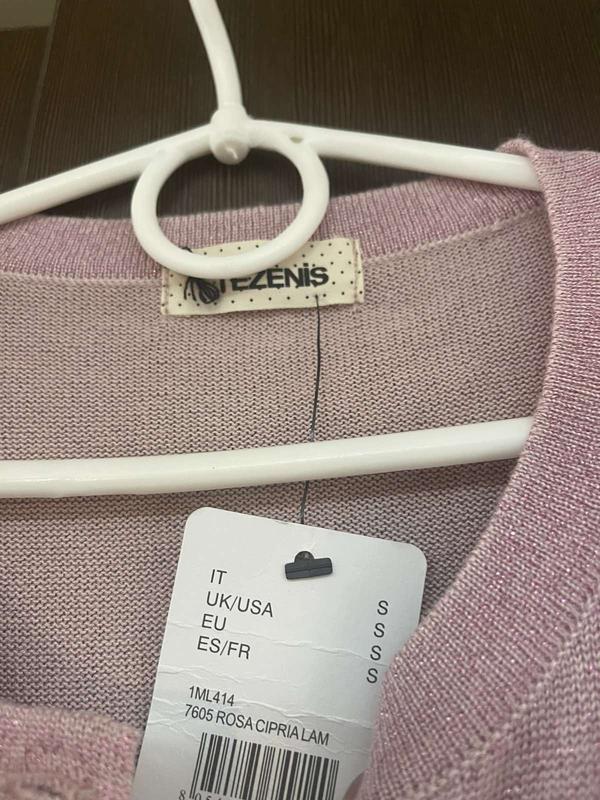 TEZENIS
IT S
UK/USA S
EU S
ES/FR S
1ML414
7605 ROSA CIPRIA LAM